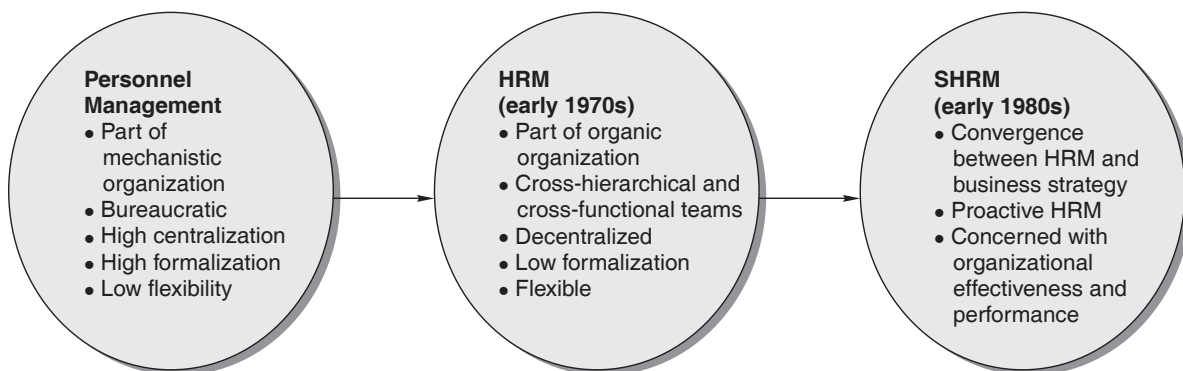 Personnel
Management
• Part of
mechanistic
organization
• Bureaucratic
• High centralization
• High formalization
• Low flexibility
HRM
(early 1970s)
• Part of organic
organization
• Cross-hierarchical and
cross-functional teams
• Decentralized
• Low formalization
• Flexible
SHRM
(early 1980s)
• Convergence
between HRM and
business strategy
• Proactive HRM
• Concerned with
organizational
effectiveness and
performance